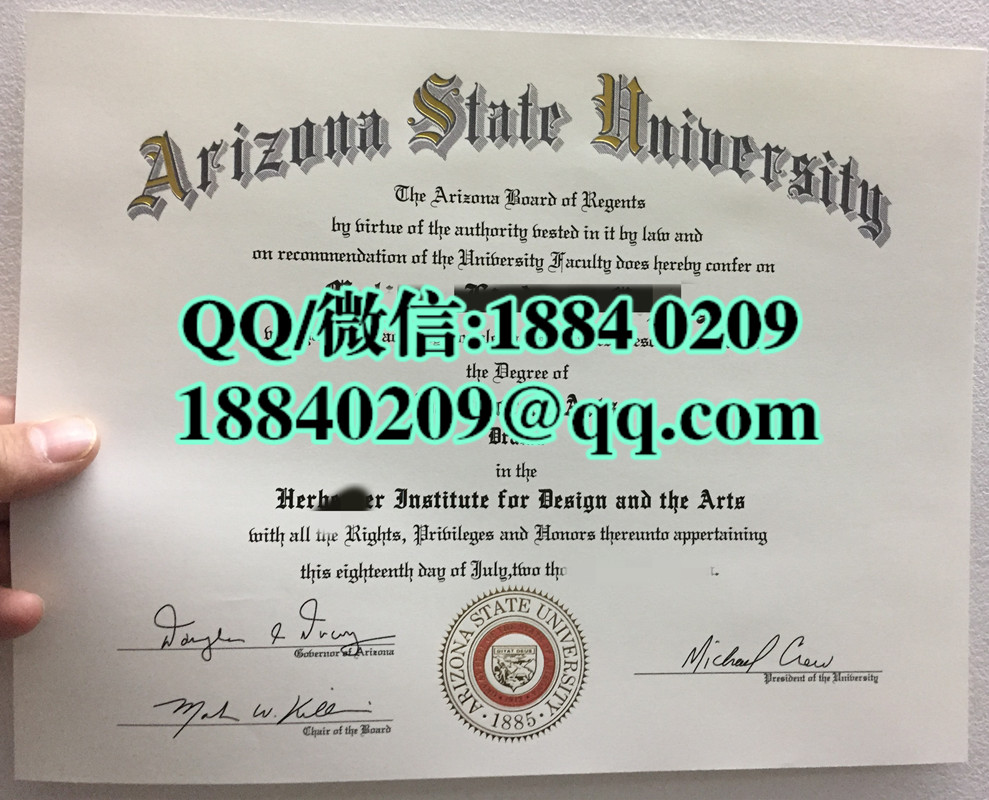 Arizona State University
The Arizona Board of Regents
by virtue of the authority vested in it by law and
on recommendation of the University Faculty does hereby confer on
QQ/微信:1884 0209
the Degree of
18840209@qq.com
in the
Institute for Design and the Arts
with all the Rights, Privileges and Honors thereunto appertaining
this eighteenth day of July,two
Governor of Arizona
Michael Crow
President of the University
Mark W. Killian
Chair of the Board
ARIZONA STATE UNIVERSITY
DITAT DEUS
1885